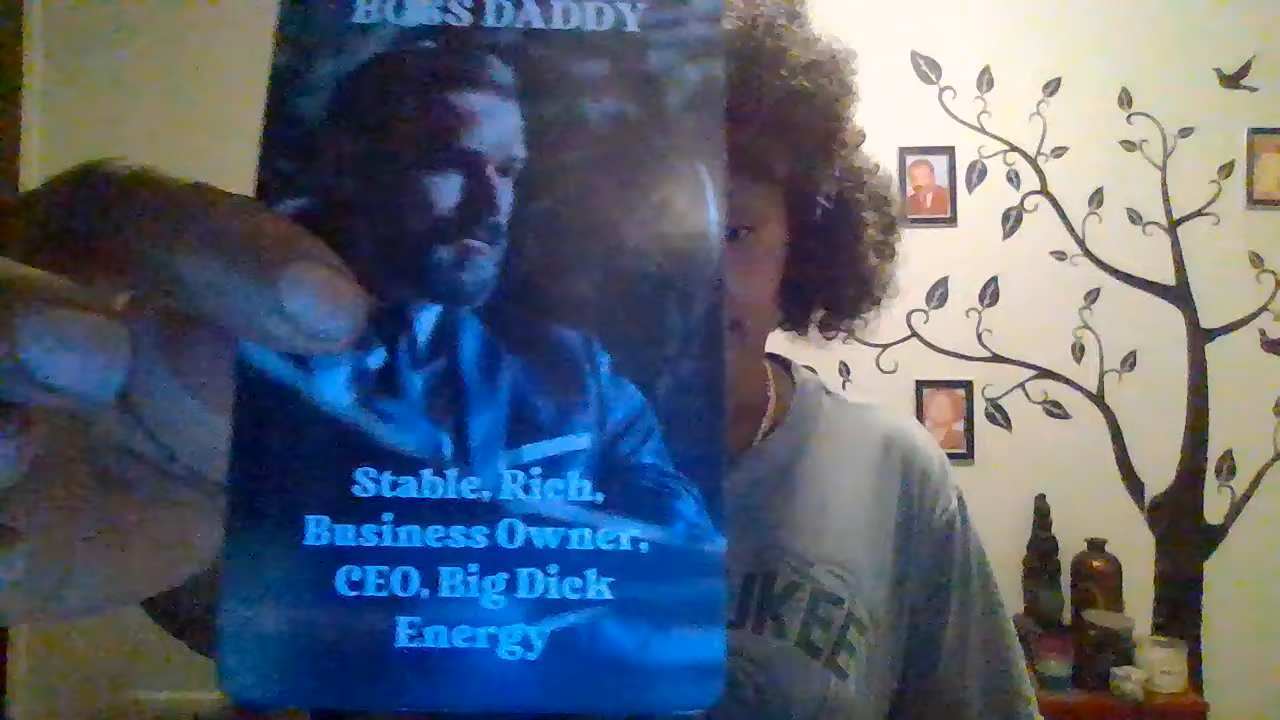 BOSS DADDY
Stable, Rich,
Business Owner,
CEO, Big Dick
Energy